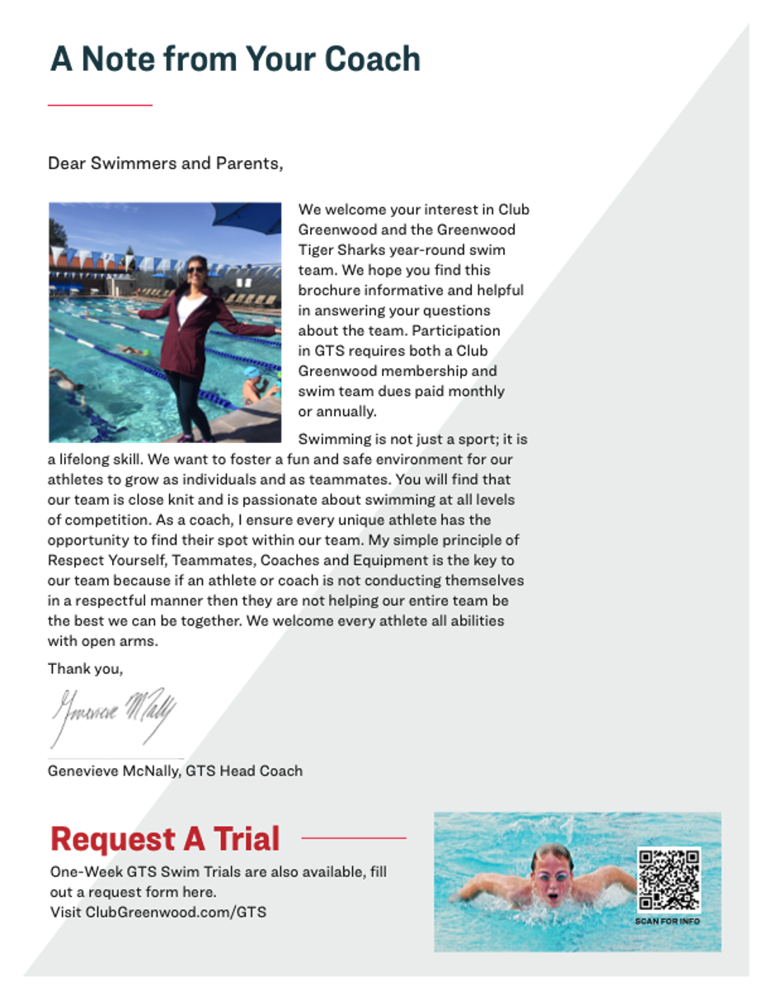 A Note from Your Coach
Dear Swimmers and Parents,
We welcome your interest in Club
Greenwood and the Greenwood
Tiger Sharks year-round swim
team. We hope you find this
brochure informative and helpful
in answering your questions
about the team. Participation
in GTS requires both a Club
Greenwood membership and
swim team dues paid monthly
or annually.
Swimming is not just a sport; it is
a lifelong skill. We want to foster a fun and safe environment for our
athletes to grow as individuals and as teammates. You will find that
our team is close knit and is passionate about swimming at all levels
of competition. As a coach, I ensure every unique athlete has the
opportunity to find their spot within our team. My simple principle of
Respect Yourself, Teammates, Coaches and Equipment is the key to
our team because if an athlete or coach is not conducting themselves
in a respectful manner then they are not helping our entire team be
the best we can be together. We welcome every athlete all abilities
with open arms.
Thank you,
Genevieve McNally
Genevieve McNally, GTS Head Coach
Request A Trial
One-Week GTS Swim Trials are also available, fill
out a request form here.
Visit ClubGreenwood.com/GTS
SCAN FOR INFO